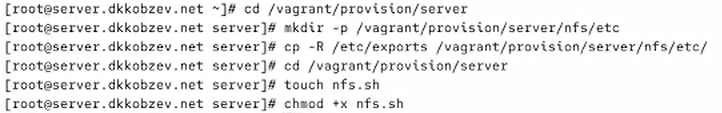 [root@server.dkkobzev.net ~]# cd /vagrant/provision/server
[root@server.dkkobzev.net server]# mkdir -p /vagrant/provision/server/nfs/etc
[root@server.dkkobzev.net server]# cp -R /etc/exports /vagrant/provision/server/nfs/etc/
[root@server.dkkobzev.net server]# cd /vagrant/provision/server
[root@server.dkkobzev.net server]# touch nfs.sh
[root@server.dkkobzev.net server]# chmod +x nfs.sh